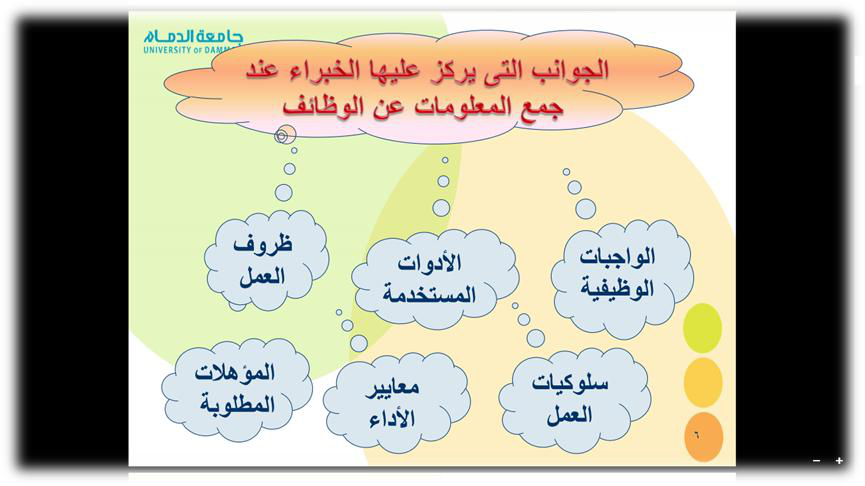 جامعة الدمام
UNIVERSITY of DAMM
الجوانب التى يركز عليها الخبراء عند
جمع المعلومات عن الوظائف
الواجبات
الوظيفية
الأدوات
المستخدمة
ظروف
العمل
سلوكيات
العمل
معايير
الأداء
المؤهلات
المطلوبة
٦